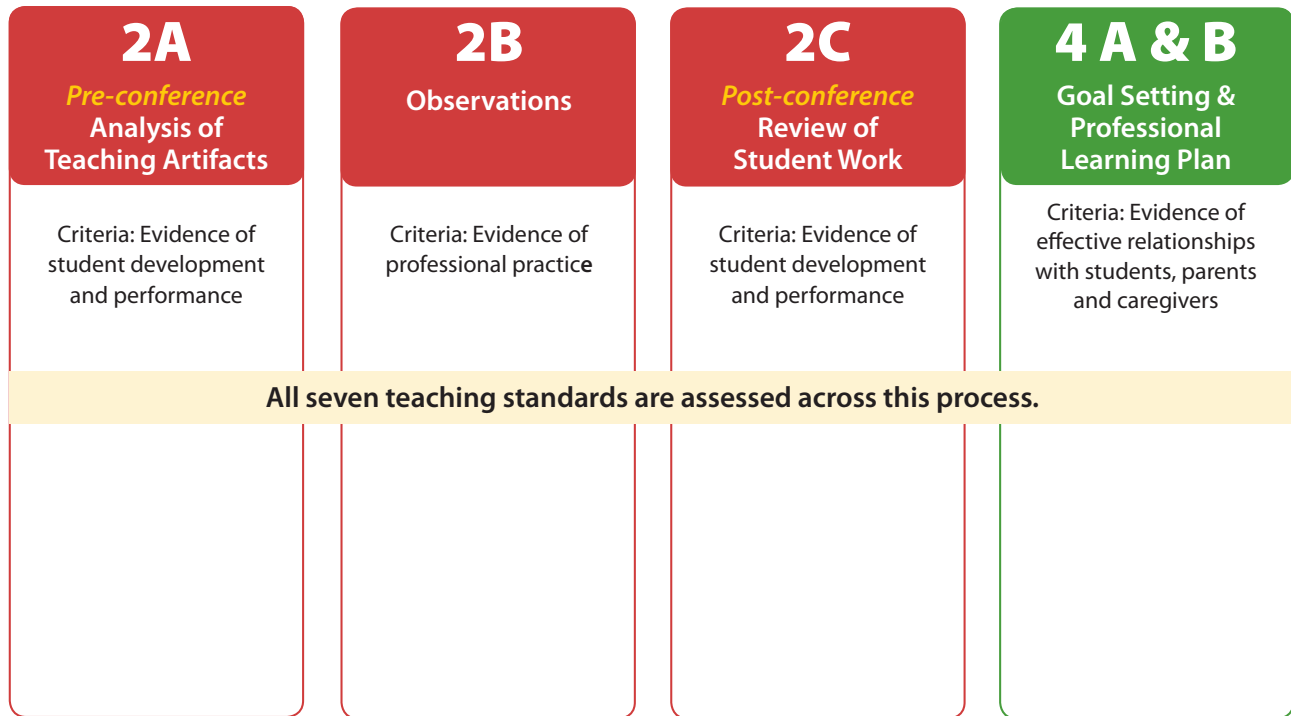 2A
Pre-conference
Analysis of
Teaching Artifacts
Criteria: Evidence of
student development
and performance
2B
Observations
Criteria: Evidence of
professional practice
2C
Post-conference
Review of
Student Work
Criteria: Evidence of
student development
and performance
4 A & B
Goal Setting &
Professional
Learning Plan
Criteria: Evidence of
effective relationships
with students, parents
and caregivers
All seven teaching standards are assessed across this process.